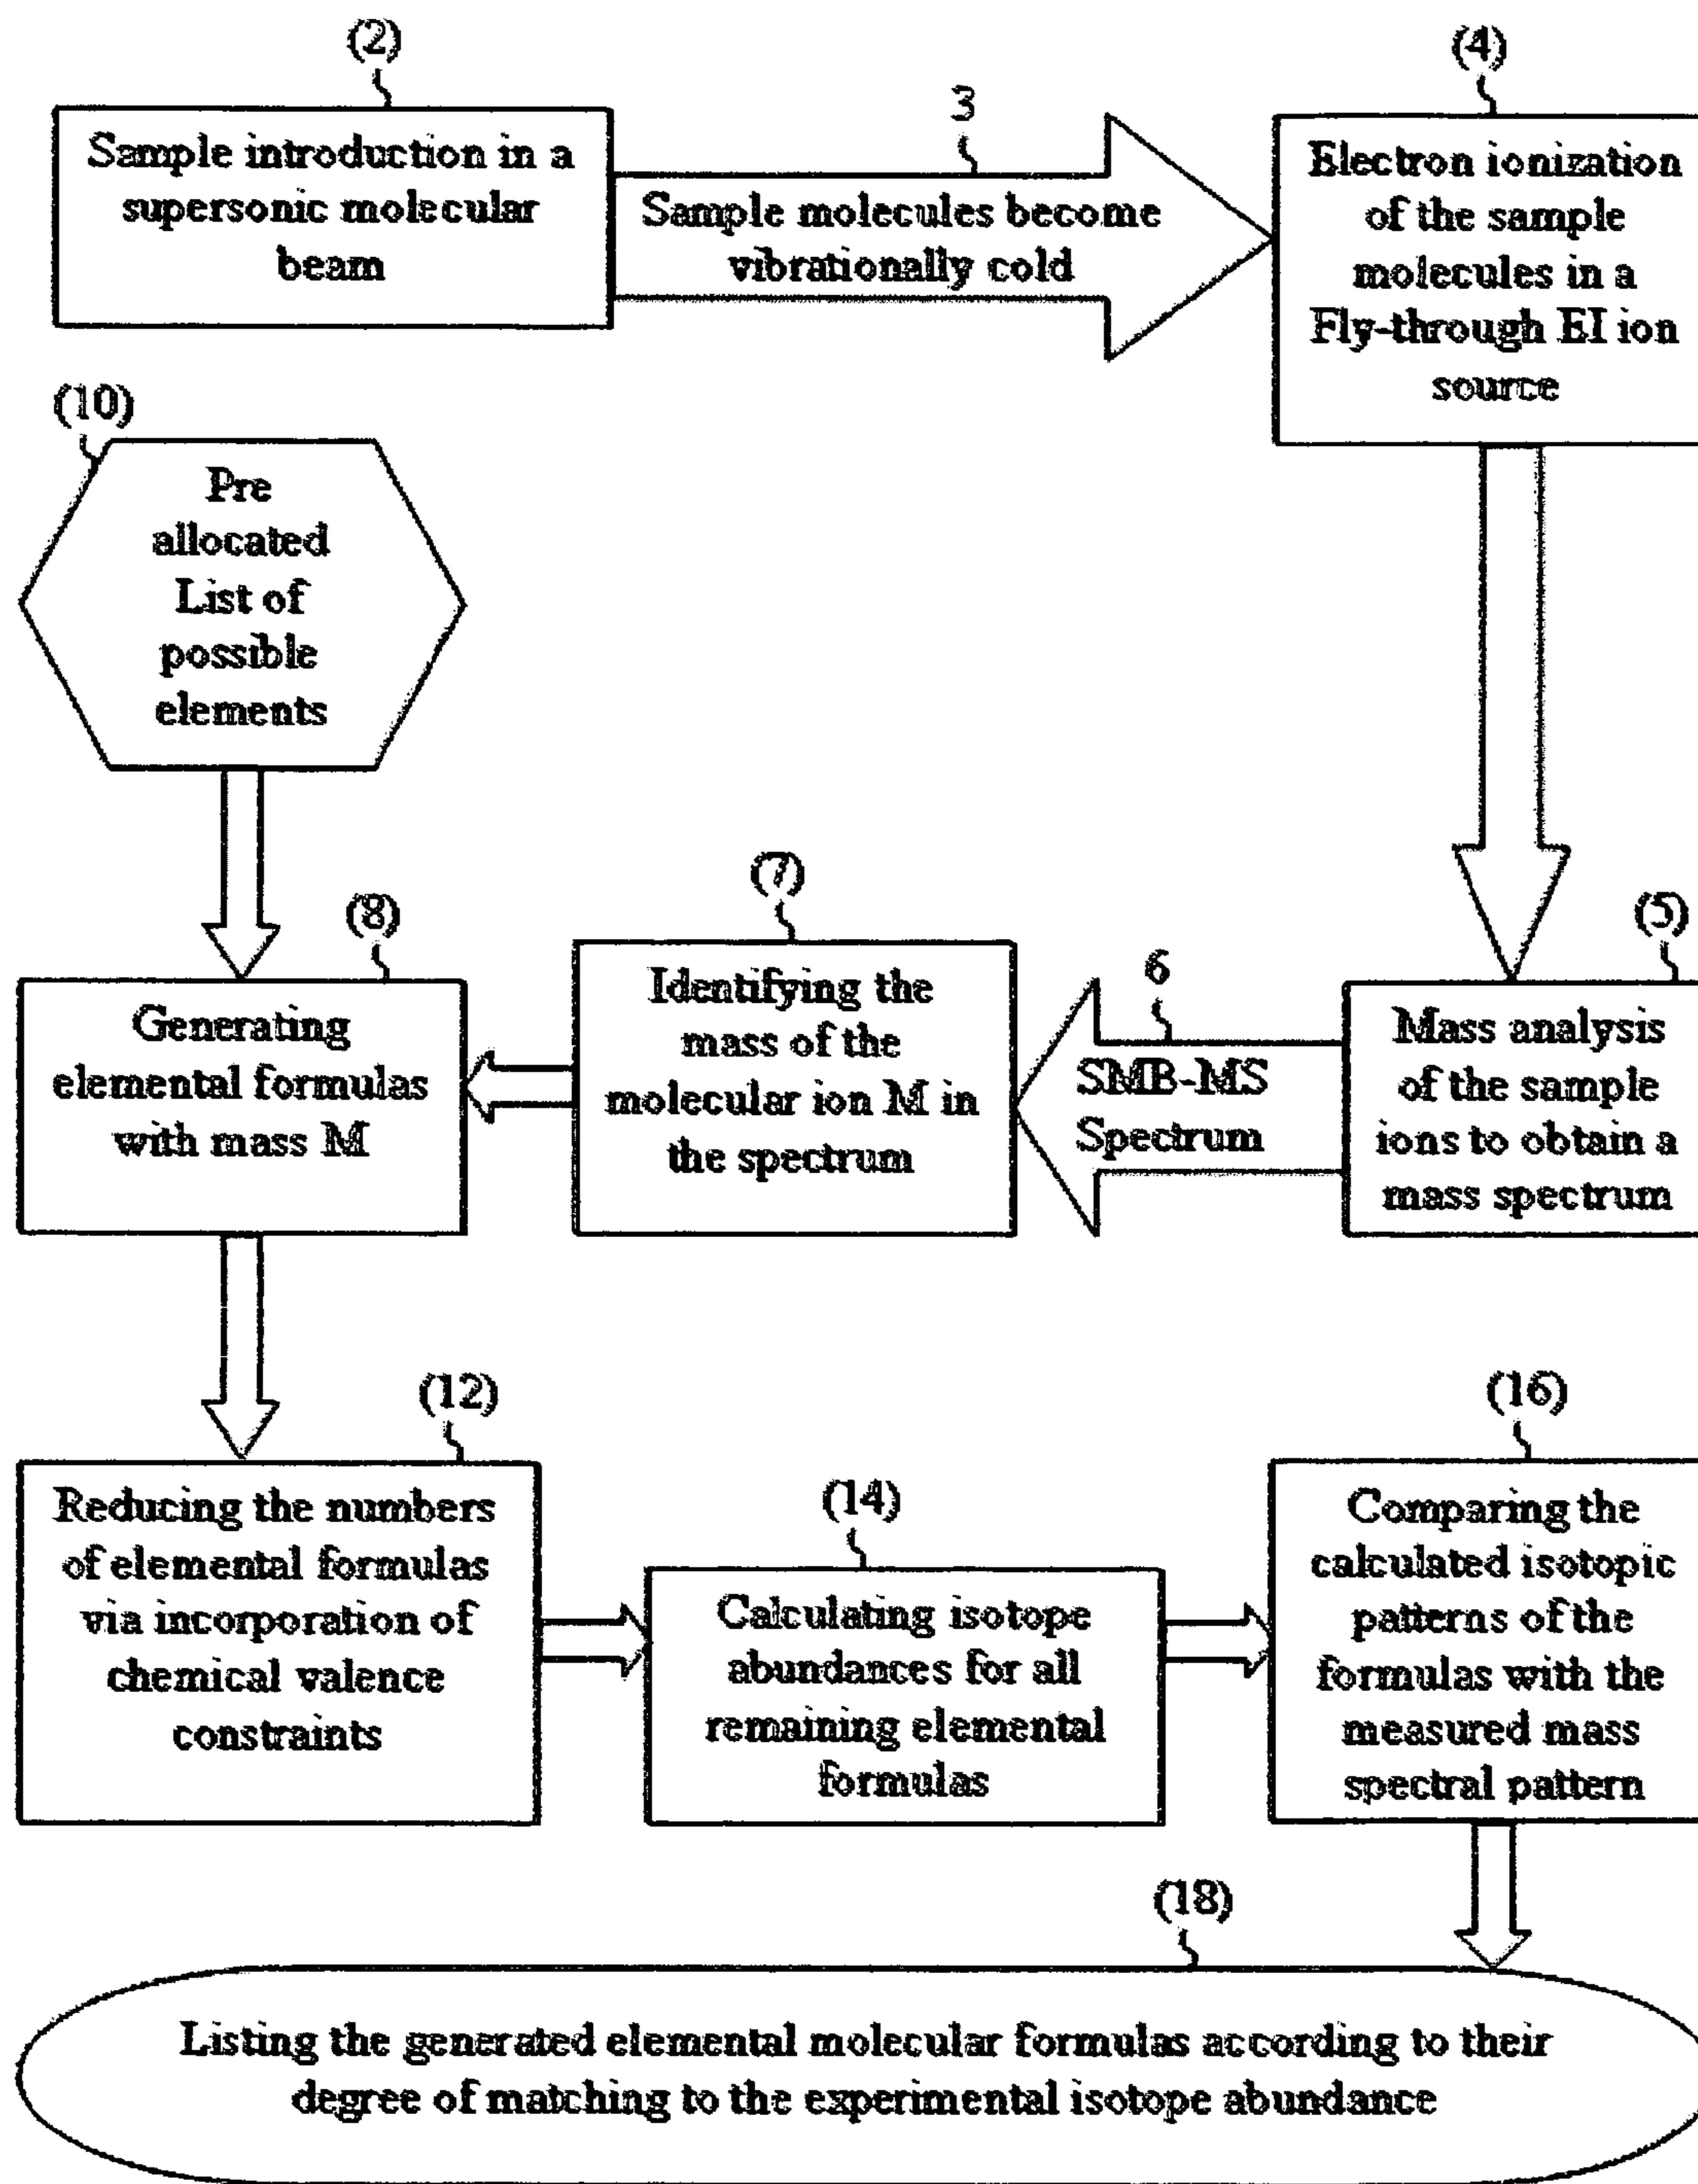 (2)
Sample introduction in a
supersonic molecular
beam
3
Sample molecules become
vibrationally cold
(4)
Electron ionization
of the sample
molecules in a
Fly-through EI ion
source
(10)
Pre
allocated
List of
possible
elements
(5)
Mass analysis
of the sample
ions to obtain a
mass spectrum
6
SMB-MS
Spectrum
(7)
Identifying the
mass of the
molecular ion M in
the spectrum
(8)
Generating
elemental formulas
with mass M
(12)
Reducing the numbers
of elemental formulas
via incorporation of
chemical valence
constraints
(14)
Calculating isotope
abundances for all
remaining elemental
formulas
(16)
Comparing the
calculated isotopic
patterns of the
formulas with the
measured mass
spectral pattern
(18)
Listing the generated elemental molecular formulas according to their
degree of matching to the experimental isotope abundance